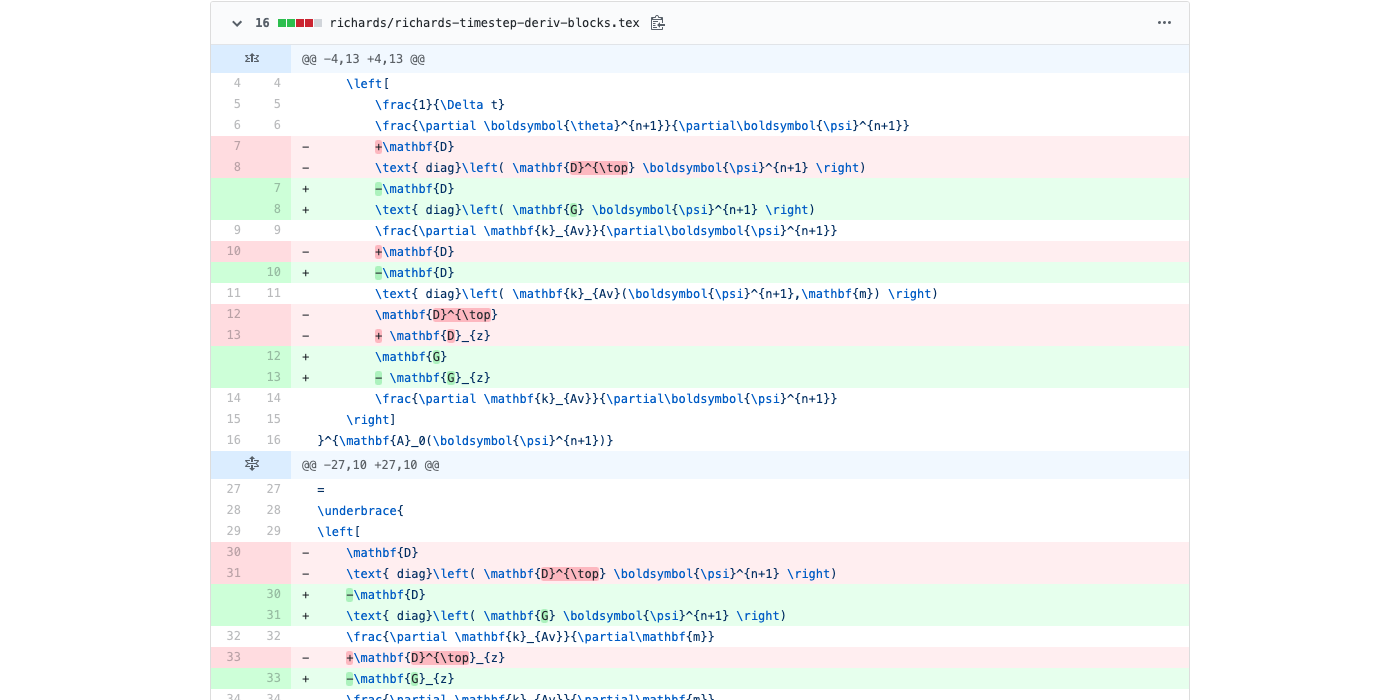 16 richards/richards-timestep-deriv-blocks.tex
@@ -4,13 +4,13 @@
4 4 \left[
5 5 \frac{1}{\Delta t}
6 6 \frac{\partial \boldsymbol{\theta}^{n+1}}{\partial\boldsymbol{\psi}^{n+1}}
7 - +\mathbf{D}
8 - \text{ diag}\left( \mathbf{D}^{\top} \boldsymbol{\psi}^{n+1} \right)
7 + -\mathbf{D}
8 + \text{ diag}\left( \mathbf{G} \boldsymbol{\psi}^{n+1} \right)
9 9 \frac{\partial \mathbf{k}_{Av}}{\partial\boldsymbol{\psi}^{n+1}}
10 - +\mathbf{D}
10 + -\mathbf{D}
11 11 \text{ diag}\left( \mathbf{k}_{Av}(\boldsymbol{\psi}^{n+1},\mathbf{m}) \right)
12 - \mathbf{D}^{\top}
13 - + \mathbf{D}_{z}
12 + \mathbf{G}
13 + - \mathbf{G}_{z}
14 14 \frac{\partial \mathbf{k}_{Av}}{\partial\boldsymbol{\psi}^{n+1}}
15 15 \right]
16 16 }^{\mathbf{A}_0(\boldsymbol{\psi}^{n+1})}
@@ -27,10 +27,10 @@
27 27 =
28 28 \underbrace{
29 29 \left[
30 - \mathbf{D}
31 - \text{ diag}\left( \mathbf{D}^{\top} \boldsymbol{\psi}^{n+1} \right)
30 + -\mathbf{D}
31 + \text{ diag}\left( \mathbf{G} \boldsymbol{\psi}^{n+1} \right)
32 32 \frac{\partial \mathbf{k}_{Av}}{\partial\mathbf{m}}
33 - +\mathbf{D}^{\top}_{z}
33 + -\mathbf{G}_{z}
34 34 \frac{\partial \mathbf{k}_{Av}}{\partial\mathbf{m}}